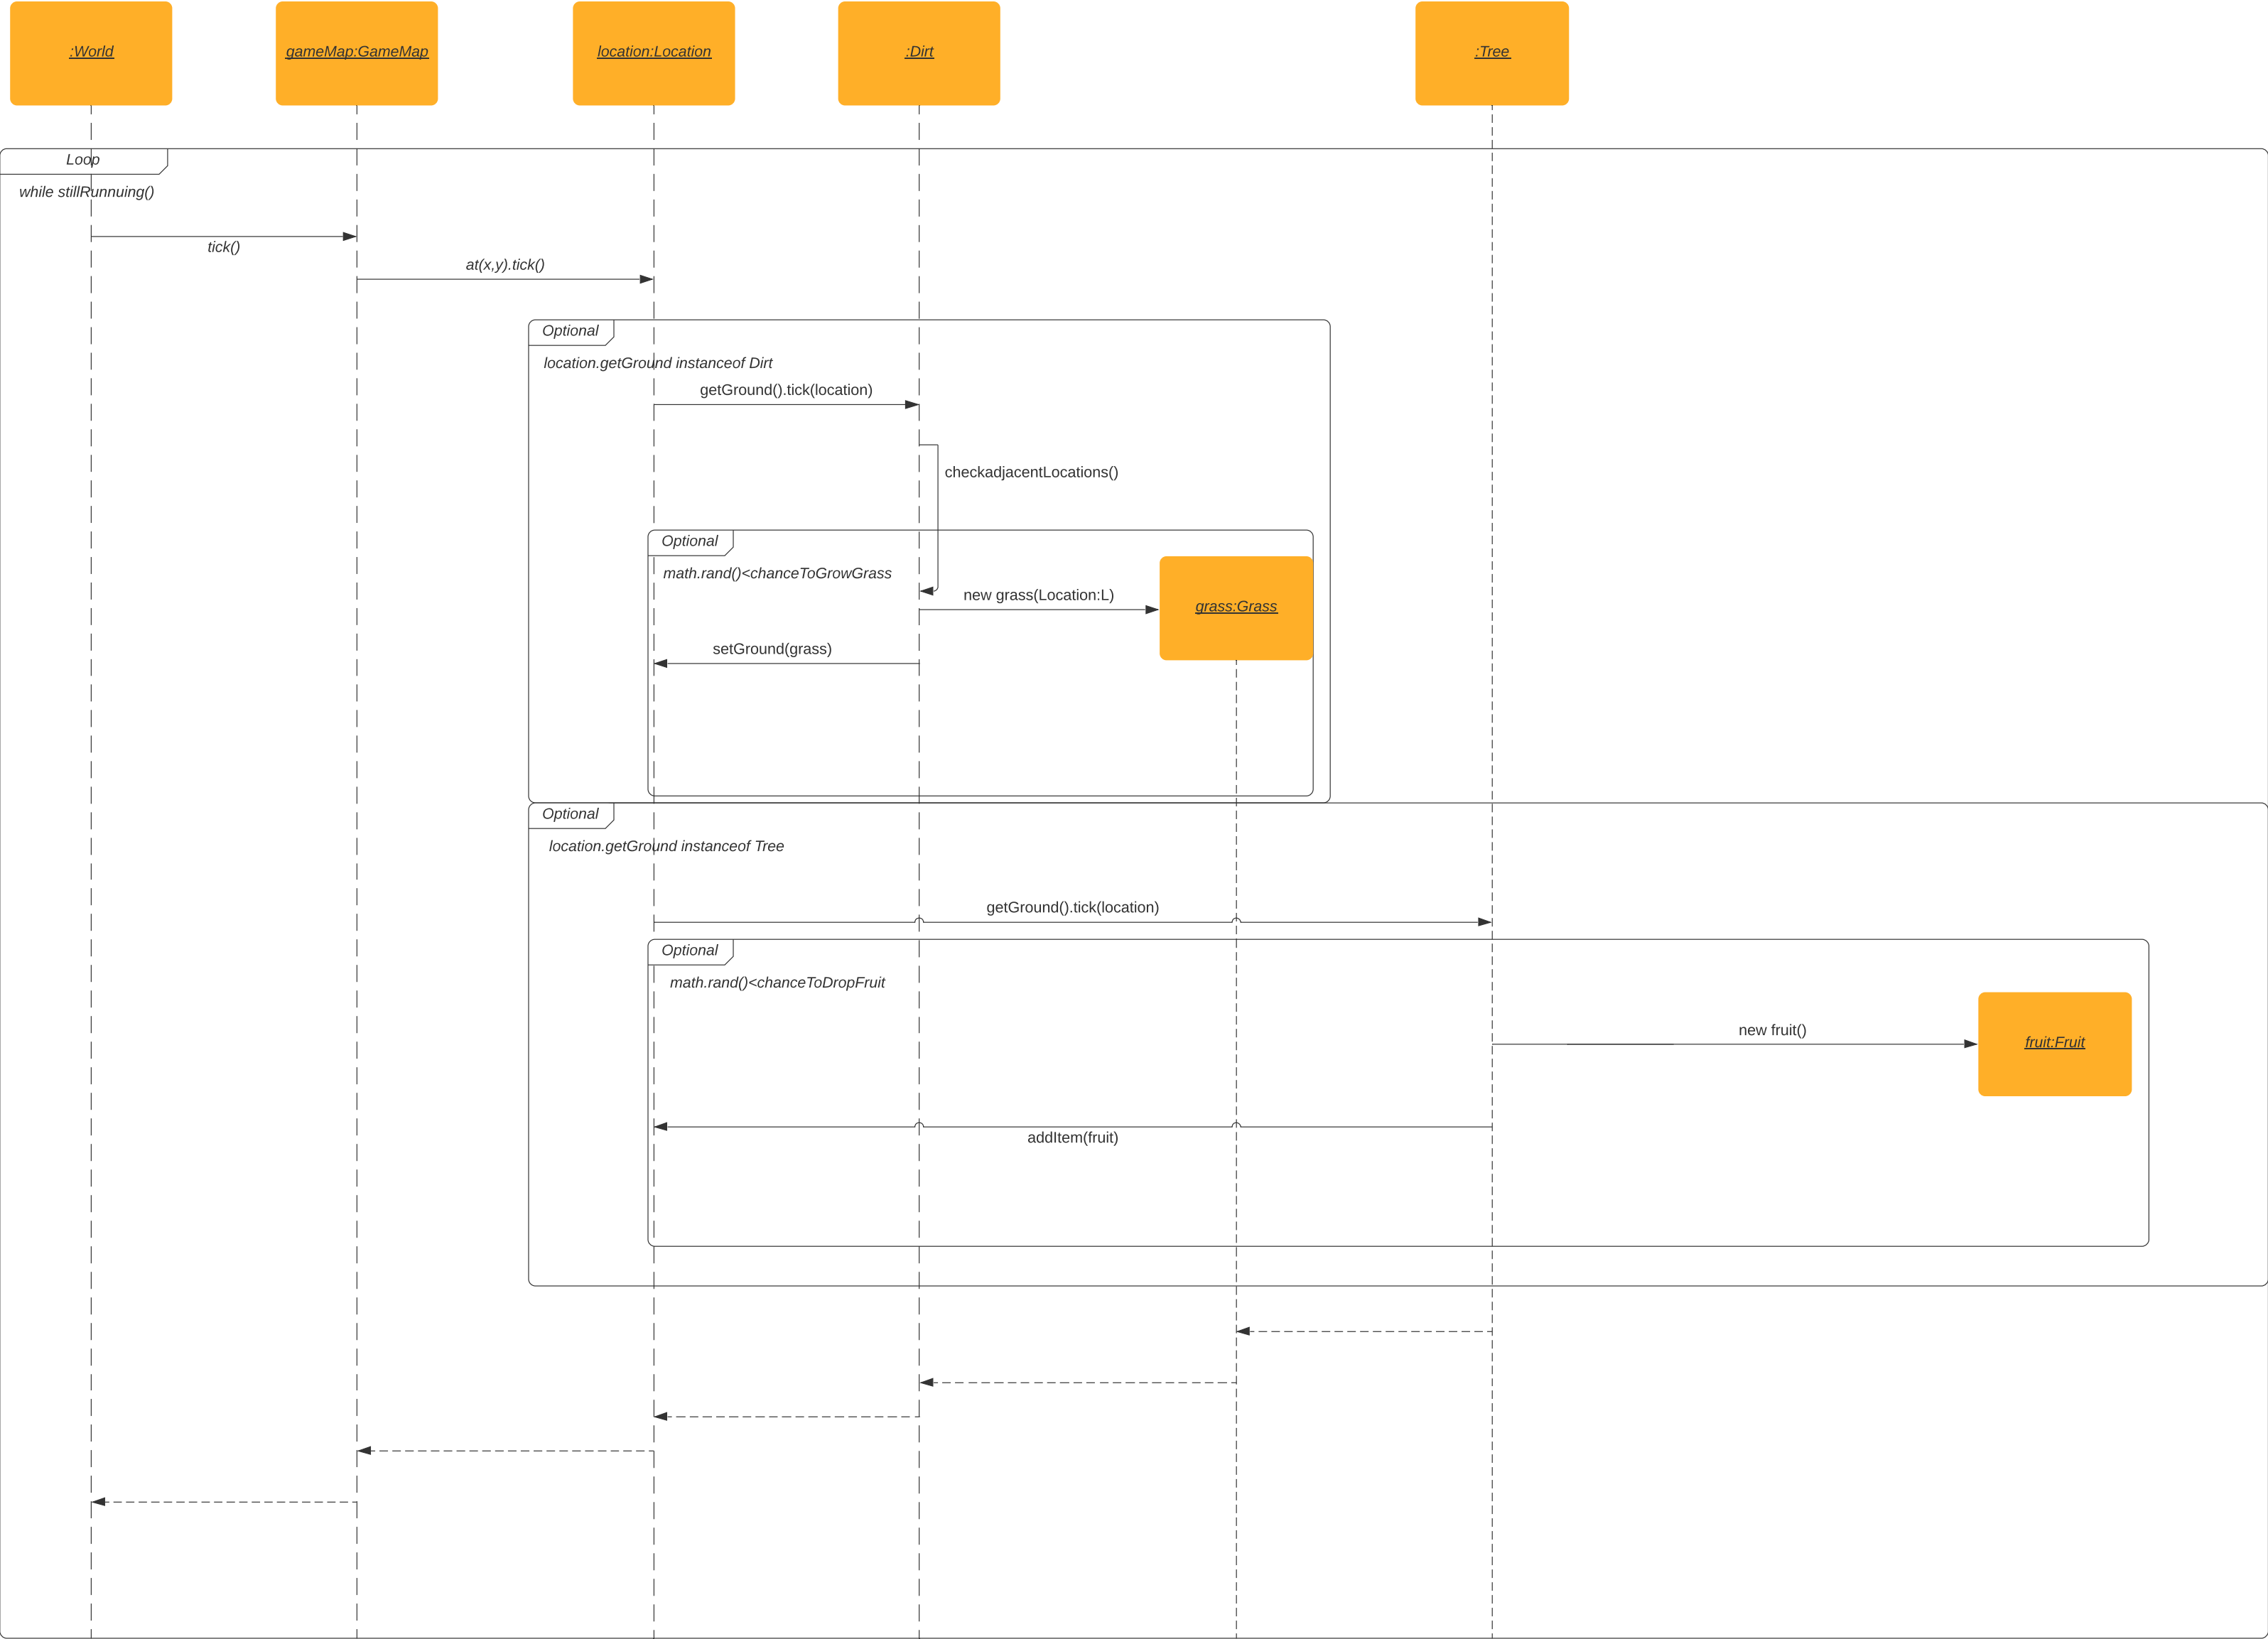 :World
gameMap:GameMap
location:Location
:Dirt
:Tree
Loop
while stillRunnuing()
tick()
at(x,y).tick()
Optional
location.getGround instanceof Dirt
getGround().tick(location)
checkadjacentLocations()
Optional
math.rand()<chanceToGrowGrass
new grass(Location:L)
grass:Grass
setGround(grass)
Optional
location.getGround instanceof Tree
getGround().tick(location)
Optional
math.rand()<chanceToDropFruit
new fruit()
fruit:Fruit
addItem(fruit)